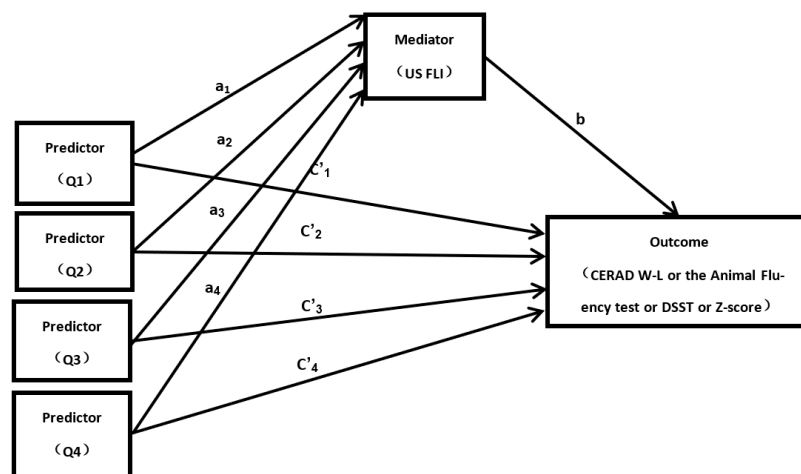 Mediator
（US FLI）
a1
b
a2
Predictor
（Q1）
C'1
a3
Predictor
（Q2）
C'2
Outcome
（CERAD W-L or the Animal Flu-
ency test or DSST or Z-score）
a4
Predictor
（Q3）
C'3
C'4
Predictor
（Q4）